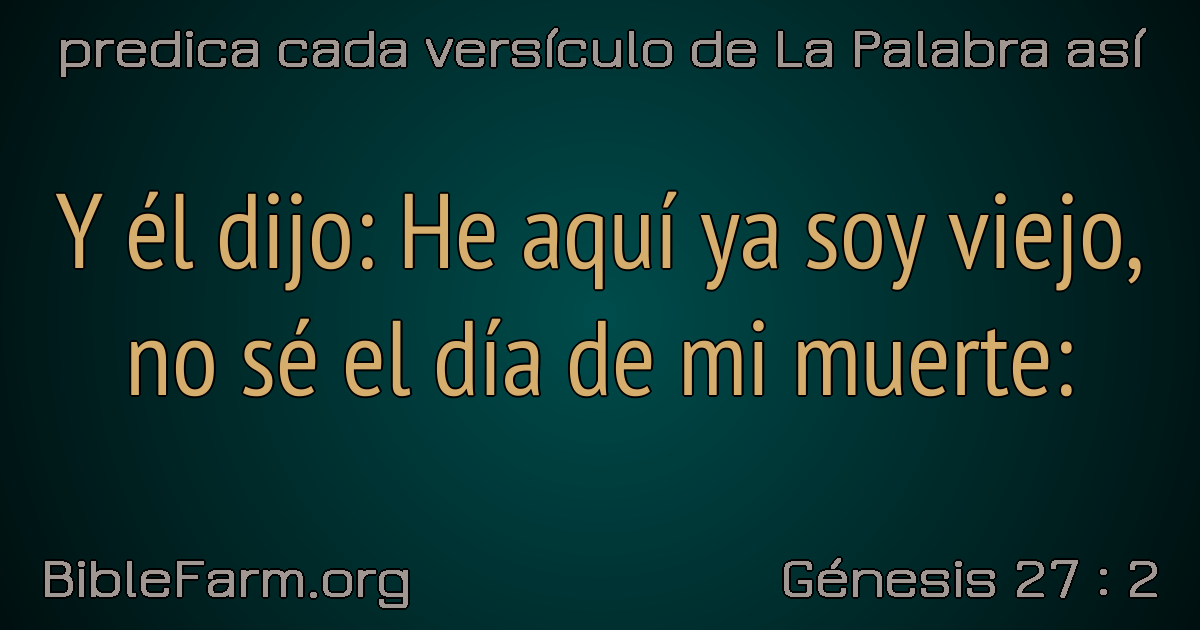 predica cada versículo de La Palabra así
Y él dijo: He aquí ya soy viejo,
no sé el día de mi muerte:
BibleFarm.org
Génesis 27 : 2